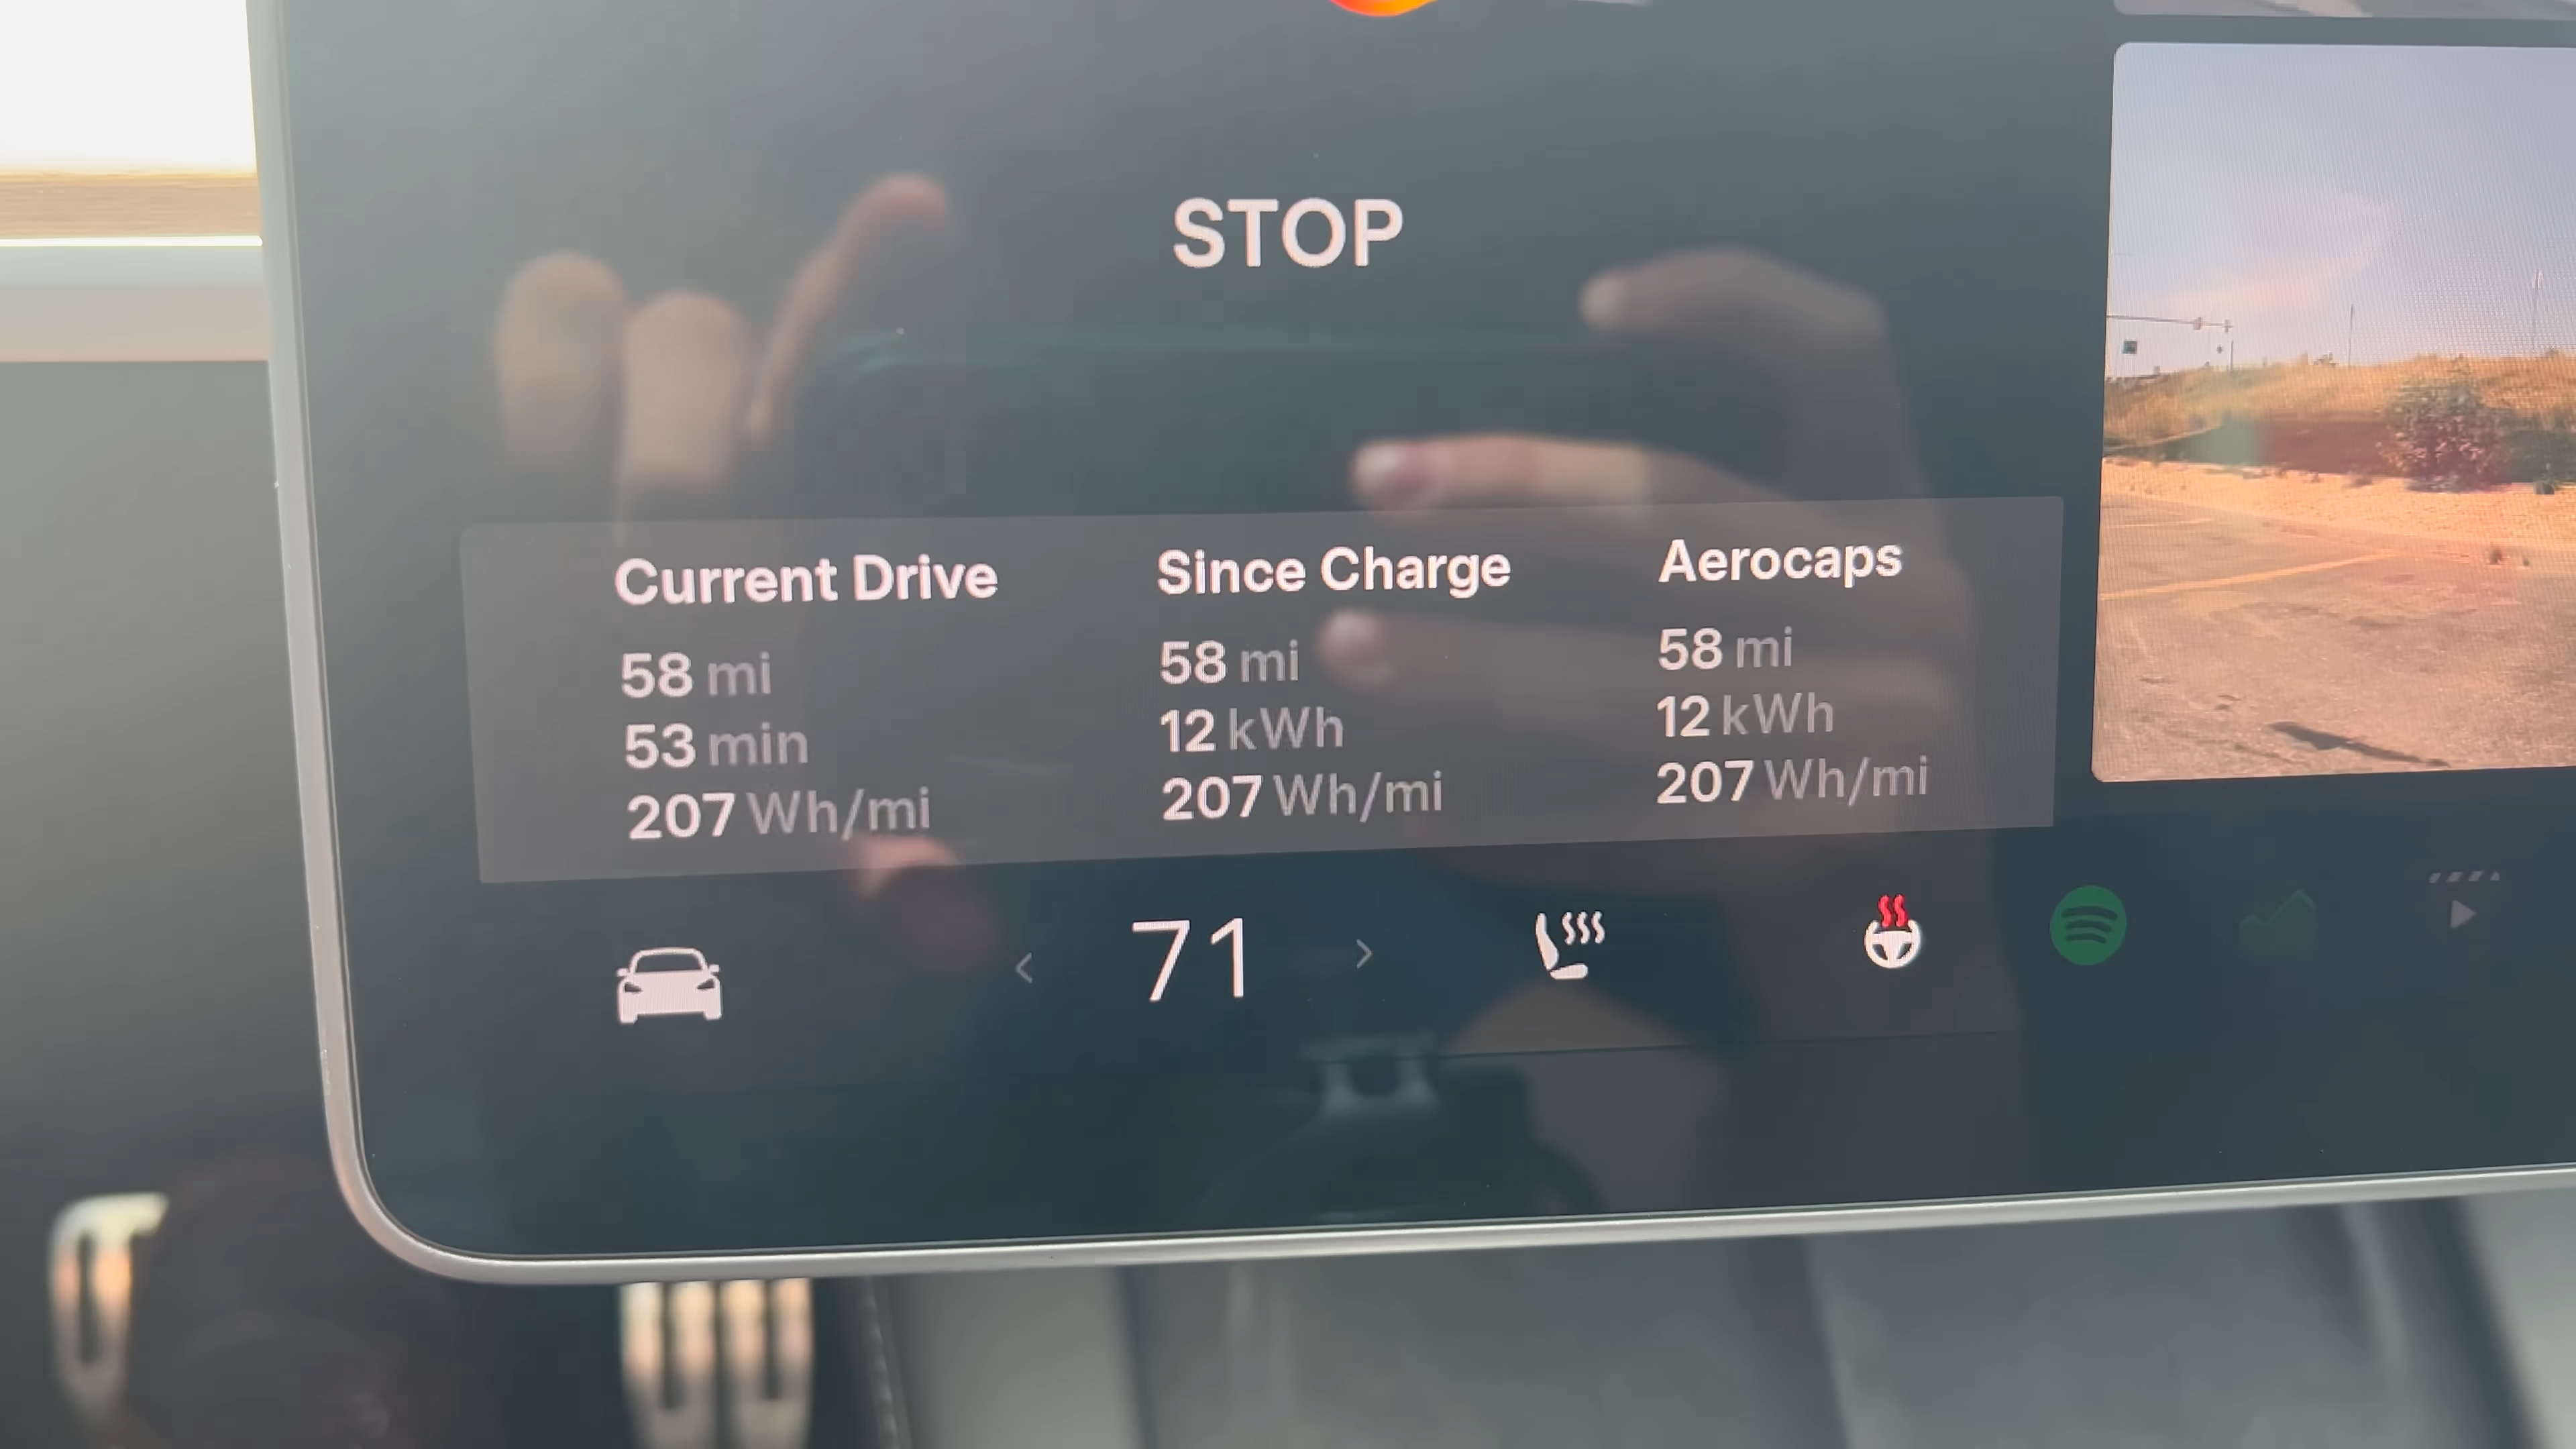 STOP
Current Drive
58 mi
53 min
207 Wh/mi
Since Charge
58 mi
12 kWh
207 Wh/mi
Aerocaps
58 mi
12 kWh
207 Wh/mi
< 71 >